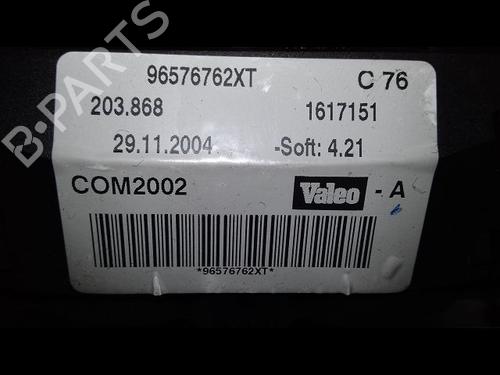 96576762XT C 76
203.868 1617151
29.11.2004 -Soft: 4.21
COM2002 Valeo - A
*96576762XT*
B-PARTS